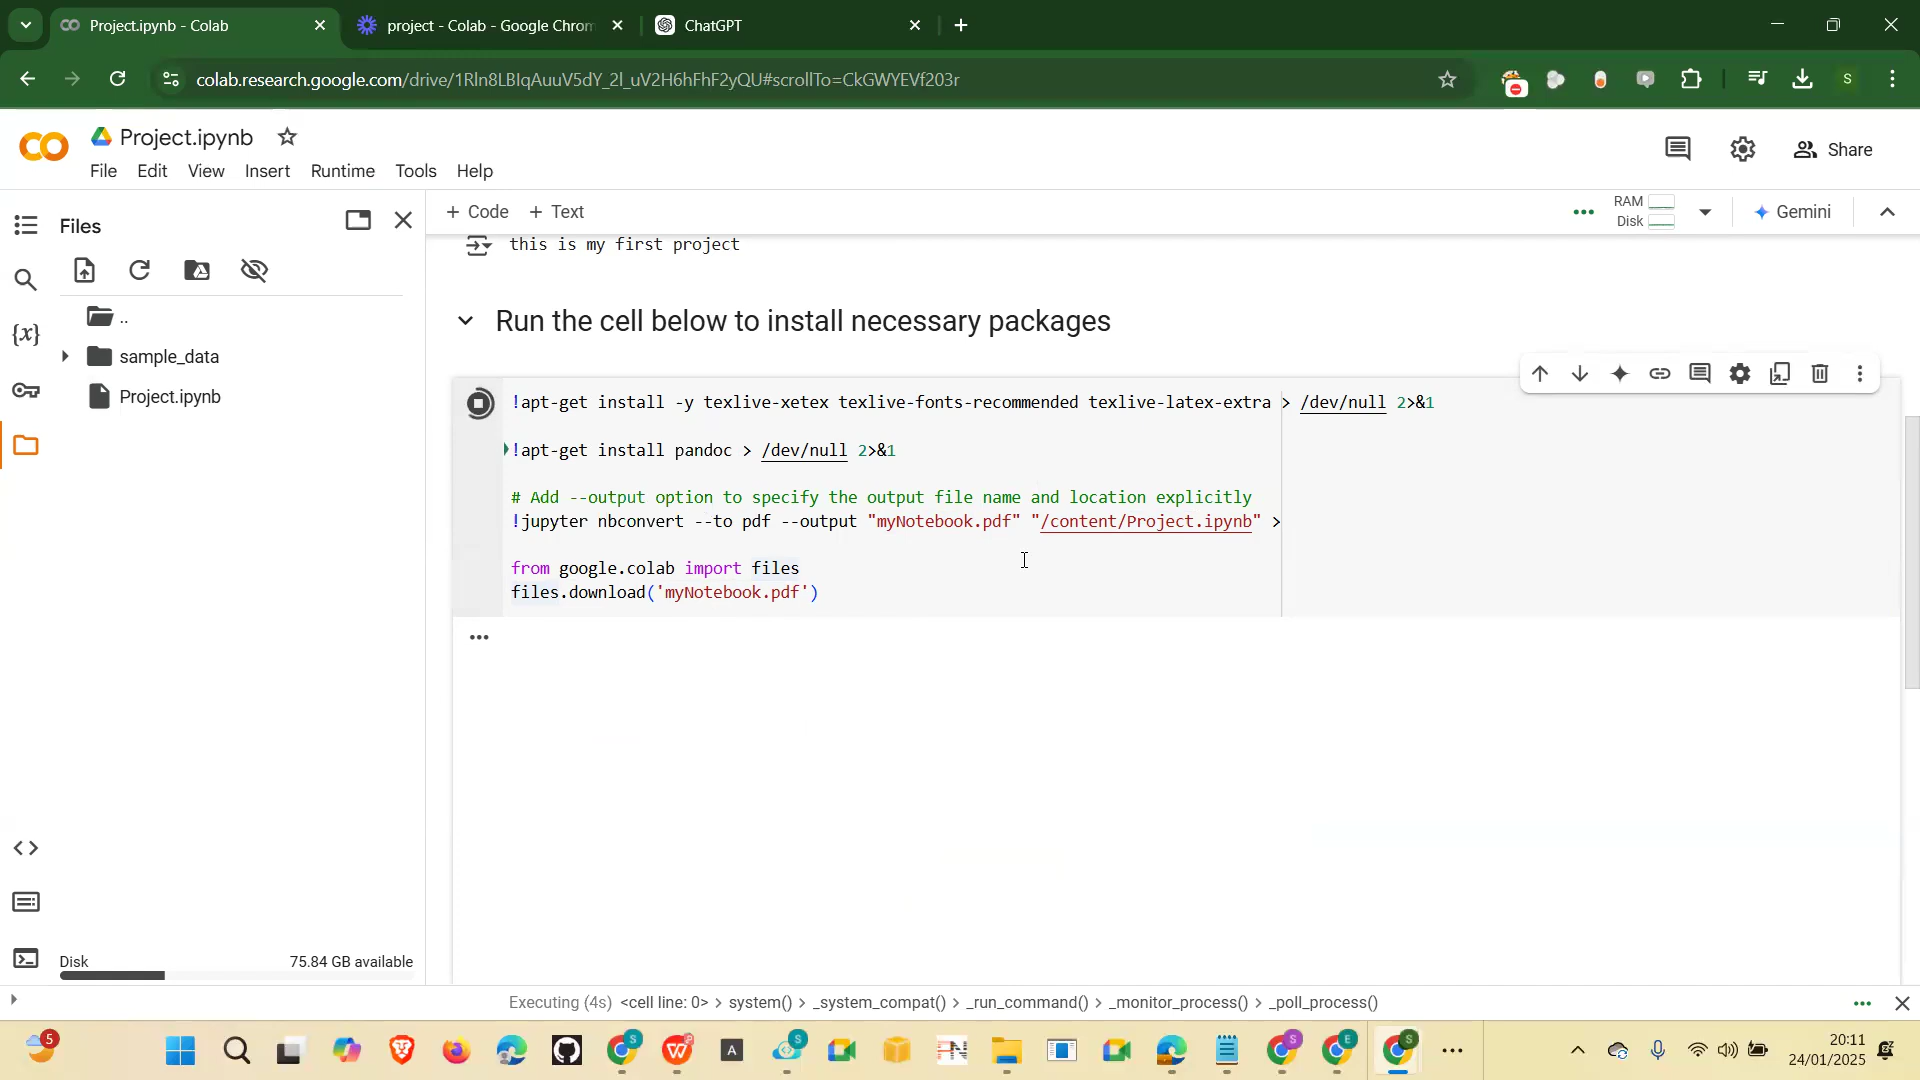 Project.ipynb - Colab
project - Colab - Google Chrom
ChatGPT
colab.research.google.com/drive/1Rln8LBIqAuuV5dY_2l_uV2H6hFhF2yQU#scrollTo=CkGWYEVf203r
S
Project.ipynb
File Edit View Insert Runtime Tools Help
Share
Files
+ Code + Text
RAM
Disk
Gemini
this is my first project
..
sample_data
Project.ipynb
Run the cell below to install necessary packages
!apt-get install -y texlive-xetex texlive-fonts-recommended texlive-latex-extra > /dev/null 2>&1
!apt-get install pandoc > /dev/null 2>&1
# Add --output option to specify the output file name and location explicitly
!jupyter nbconvert --to pdf --output "myNotebook.pdf" "/content/Project.ipynb" >
from google.colab import files
files.download('myNotebook.pdf')
Disk
75.84 GB available
Executing (4s) <cell line: 0> > system() > _system_compat() > _run_command() > _monitor_process() > _poll_process()
5
20:11
24/01/2025